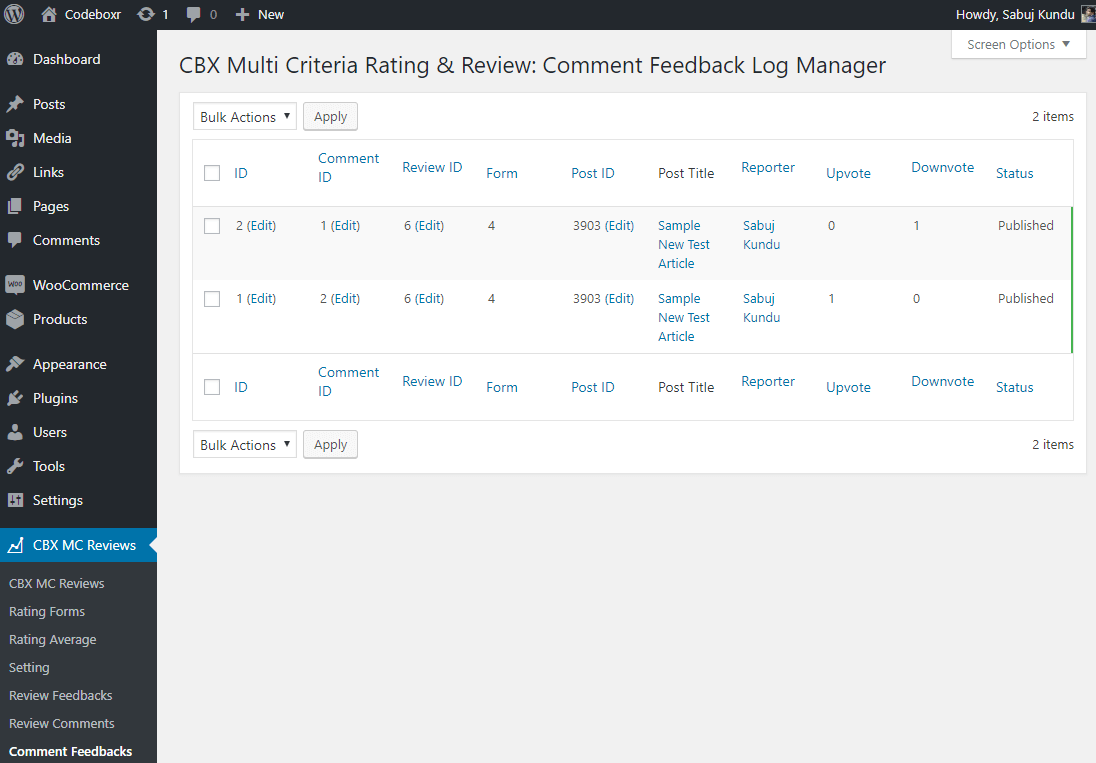 Codeboxr 1 0 New Howdy, Sabuj Kundu
Screen Options ▼
Dashboard
Posts
Media
Links
Pages
Comments
WooCommerce
Products
Appearance
Plugins
Users
Tools
Settings
CBX MC Reviews
CBX MC Reviews
Rating Forms
Rating Average
Setting
Review Feedbacks
Review Comments
Comment Feedbacks
CBX Multi Criteria Rating & Review: Comment Feedback Log Manager
Bulk Actions ▼ Apply 2 items
ID Comment ID Review ID Form Post ID Post Title Reporter Upvote Downvote Status
2 (Edit) 1 (Edit) 6 (Edit) 4 3903 (Edit) Sample Sabuj 0 1 Published
New Test Kundu
Article
1 (Edit) 2 (Edit) 6 (Edit) 4 3903 (Edit) Sample Sabuj 1 0 Published
New Test Kundu
Article
ID Comment ID Review ID Form Post ID Post Title Reporter Upvote Downvote Status
Bulk Actions ▼ Apply 2 items